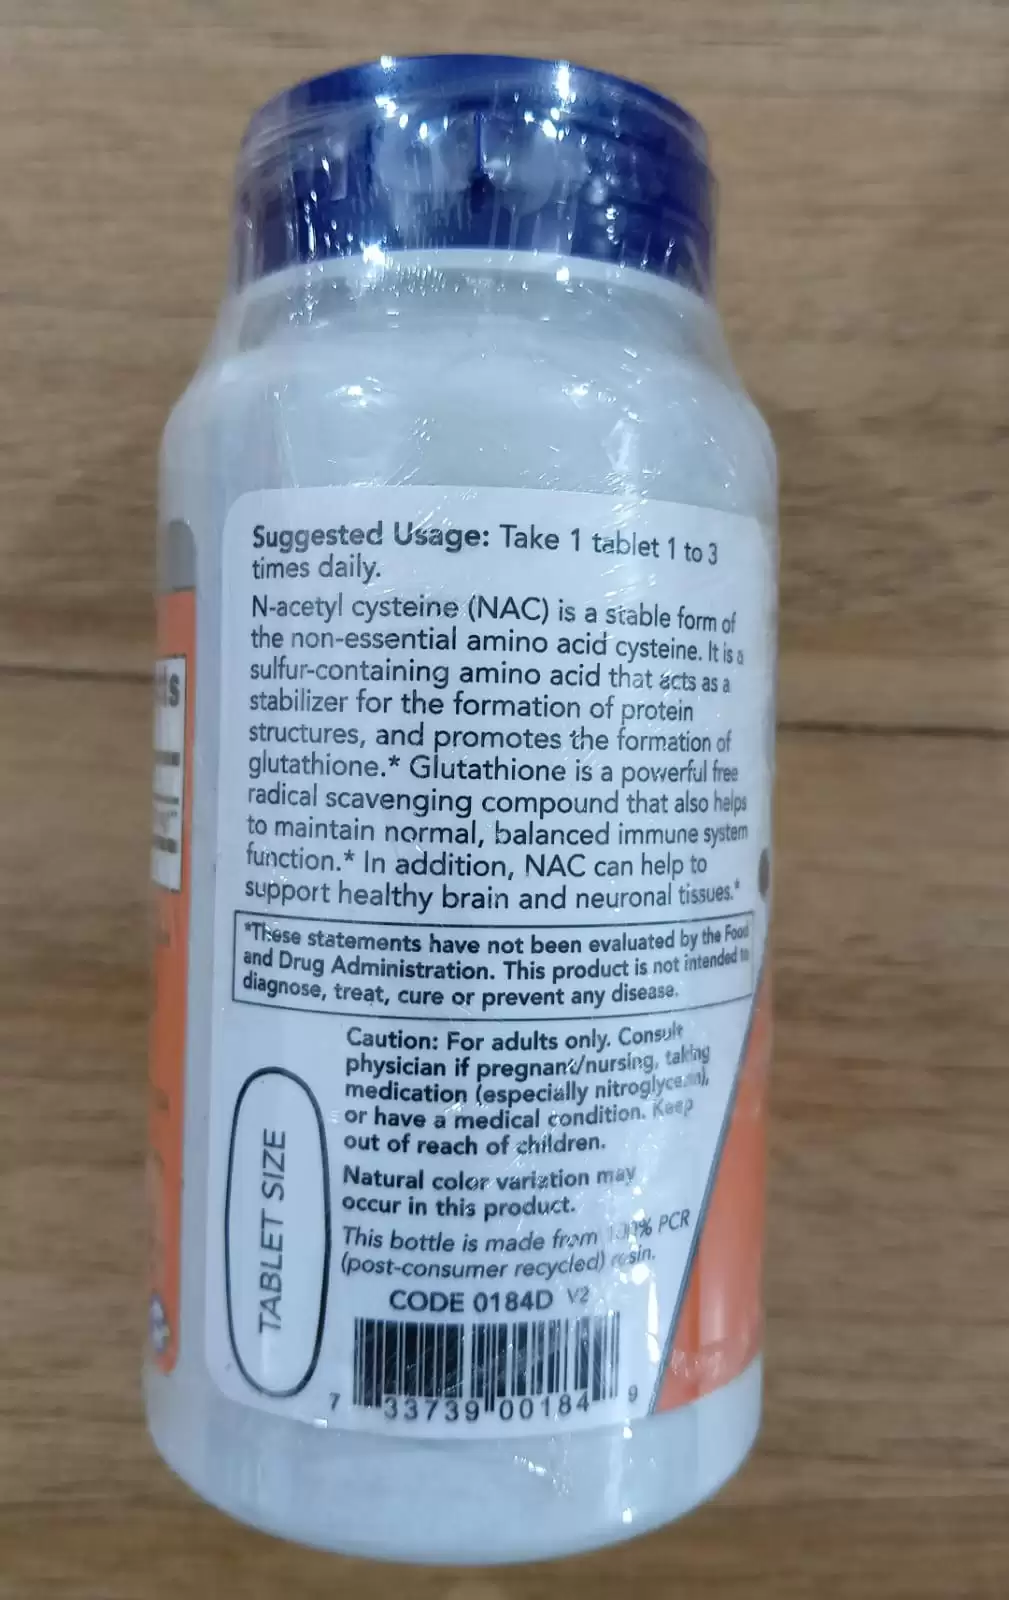 Suggested Usage: Take 1 tablet 1 to 3
times daily.
N-acetyl cysteine (NAC) is a stable form of
the non-essential amino acid cysteine. It is a
sulfur-containing amino acid that acts as a
stabilizer for the formation of protein
structures, and promotes the formation of
glutathione.* Glutathione is a powerful free
radical scavenging compound that also helps
to maintain normal, balanced immune system
function.* In addition, NAC can help to
support healthy brain and neuronal tissues.*
*These statements have not been evaluated by the Food
and Drug Administration. This product is not intended to
diagnose, treat, cure or prevent any disease.
Caution: For adults only. Consult
physician if pregnant/nursing, taking
medication (especially nitroglycerin),
or have a medical condition. Keep
out of reach of children.
Natural color variation may
occur in this product.
This bottle is made from 100% PCR
(post-consumer recycled) resin.
TABLET SIZE
CODE 0184D V2
7 33739 00184 9